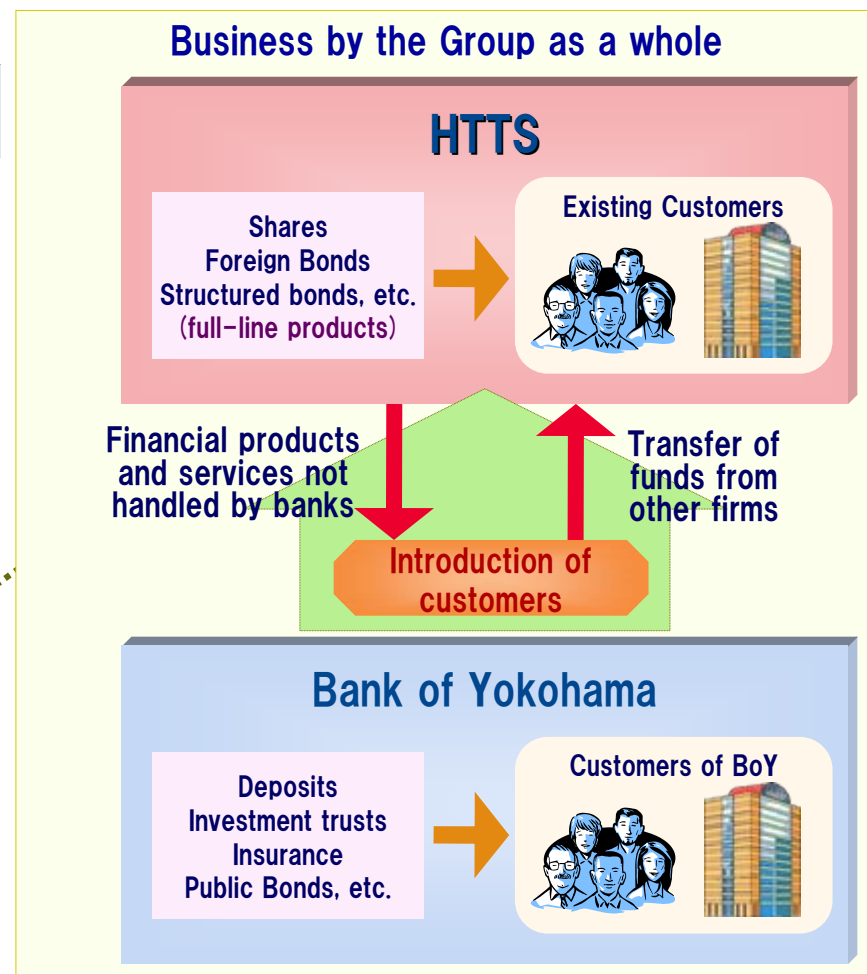 Business by the Group as a whole
HTTS
Shares
Foreign Bonds
Structured bonds, etc.
(full-line products)
Existing Customers
Financial products
and services not
handled by banks
Transfer of
funds from
other firms
Introduction of
customers
Bank of Yokohama
Deposits
Investment trusts
Insurance
Public Bonds, etc.
Customers of BoY